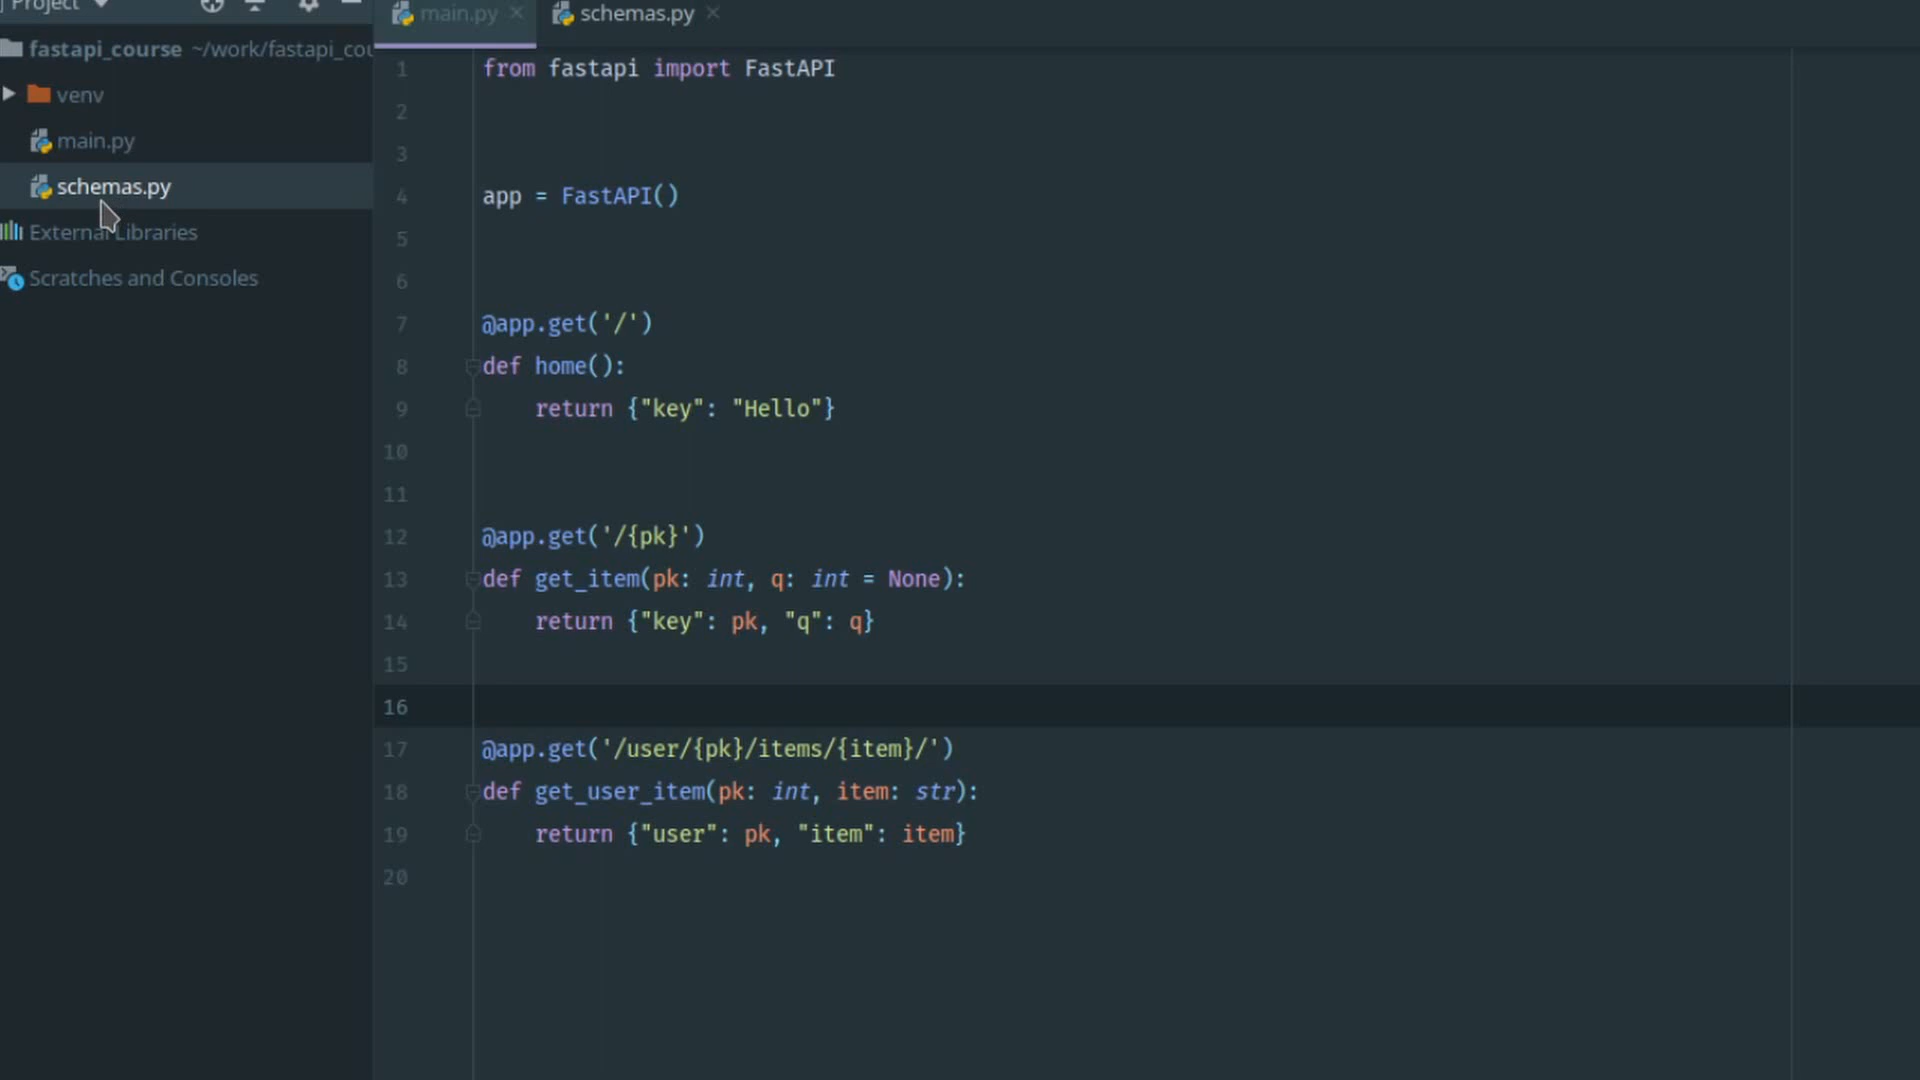 Project
main.py
schemas.py
fastapi_course ~/work/fastapi_cou
venv
main.py
schemas.py
External Libraries
Scratches and Consoles
1 from fastapi import FastAPI
2
3
4 app = FastAPI()
5
6
7 @app.get('/')
8 def home():
9     return {"key": "Hello"}
10
11
12 @app.get('/{pk}')
13 def get_item(pk: int, q: int = None):
14     return {"key": pk, "q": q}
15
16
17 @app.get('/user/{pk}/items/{item}/')
18 def get_user_item(pk: int, item: str):
19     return {"user": pk, "item": item}
20